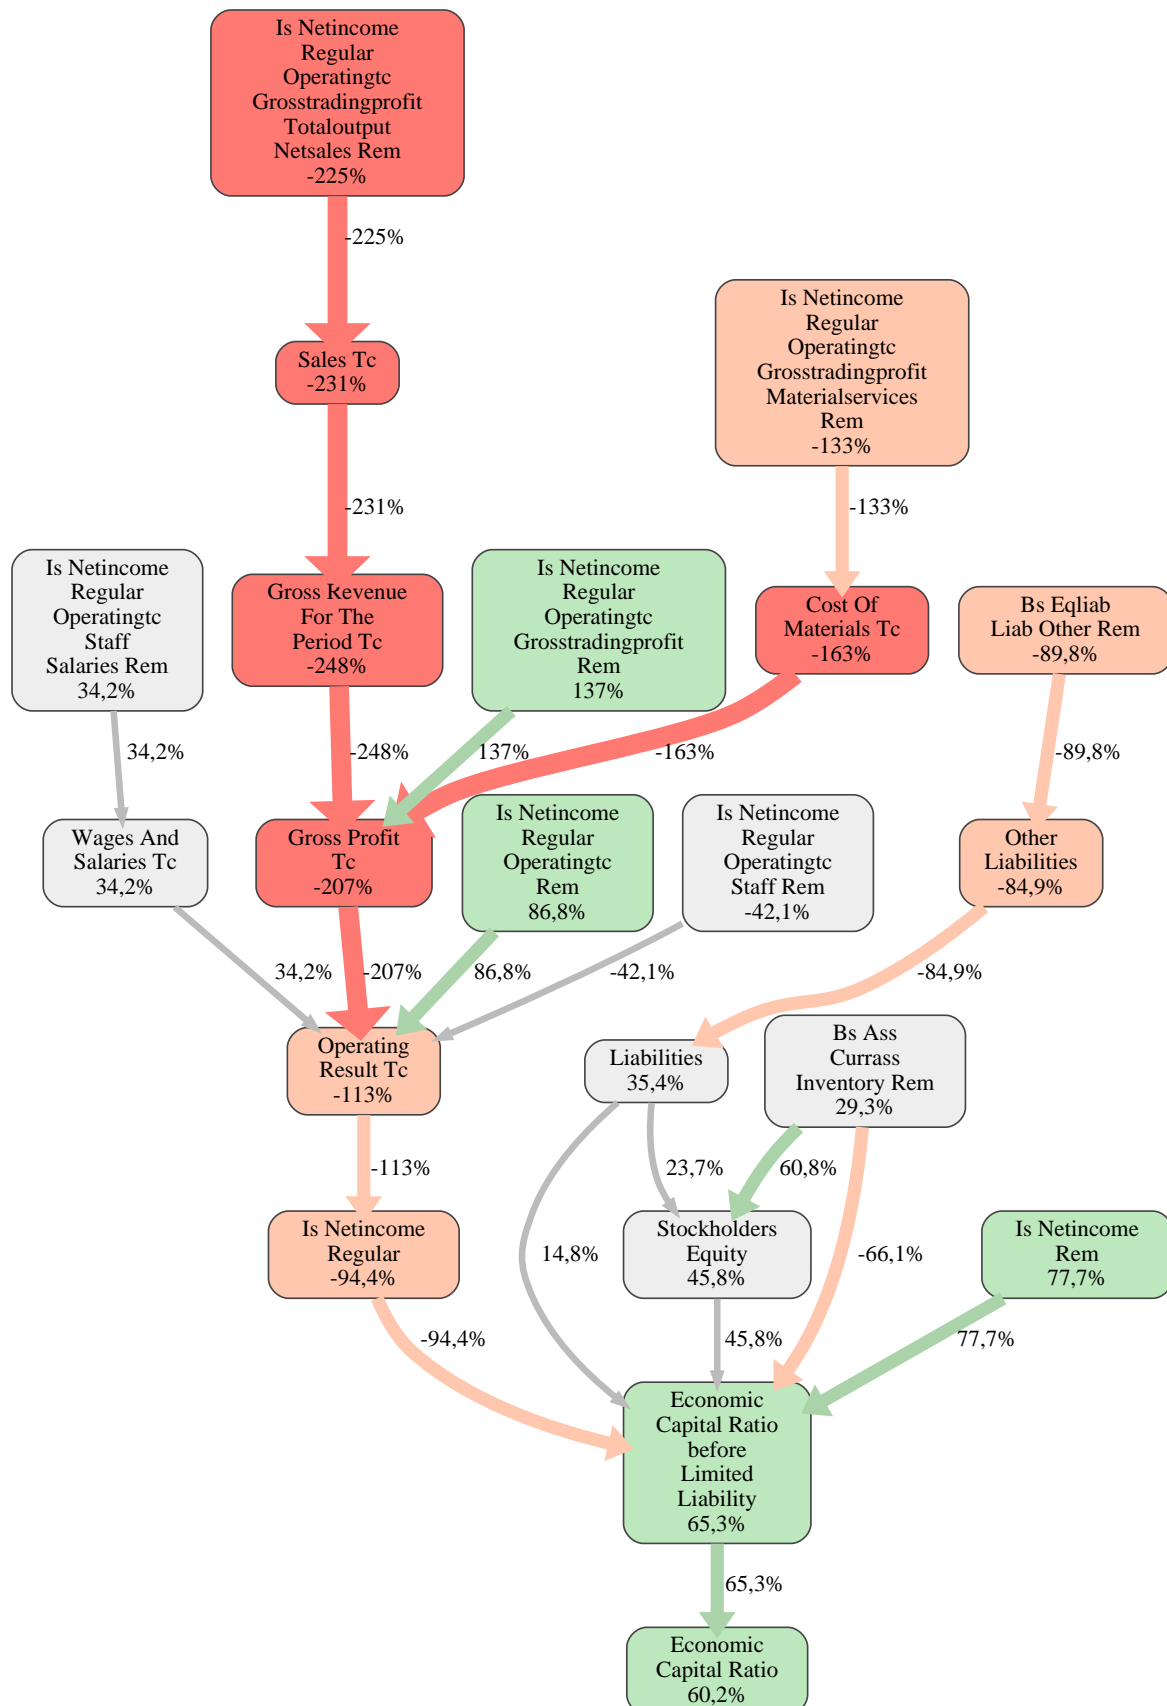 Is Netincome
Regular
Operatingtc
Grosstradingprofit
Totaloutput
Netsales Rem
-225%
-225%
Is Netincome
Regular
Operatingtc
Grosstradingprofit
Materialservices
Rem
-133%
Sales Tc
-231%
-231%
-133%
Is Netincome
Regular
Operatingtc
Staff
Salaries Rem
34,2%
Gross Revenue
For The
Period Tc
-248%
Is Netincome
Regular
Operatingtc
Grosstradingprofit
Rem
137%
Cost Of
Materials Tc
-163%
Bs Eqliab
Liab Other Rem
-89,8%
34,2%
-248%
137%
-163%
-89,8%
Wages And
Salaries Tc
34,2%
Gross Profit
Tc
-207%
Is Netincome
Regular
Operatingtc
Rem
86,8%
Is Netincome
Regular
Operatingtc
Staff Rem
-42,1%
Other
Liabilities
-84,9%
34,2%
-207%
86,8%
-42,1%
-84,9%
Operating
Result Tc
-113%
Liabilities
35,4%
Bs Ass
Currass
Inventory Rem
29,3%
-113%
23,7%
60,8%
Is Netincome
Regular
-94,4%
14,8%
Stockholders
Equity
45,8%
-66,1%
Is Netincome
Rem
77,7%
-94,4%
45,8%
77,7%
Economic
Capital Ratio
before
Limited
Liability
65,3%
65,3%
Economic
Capital Ratio
60,2%